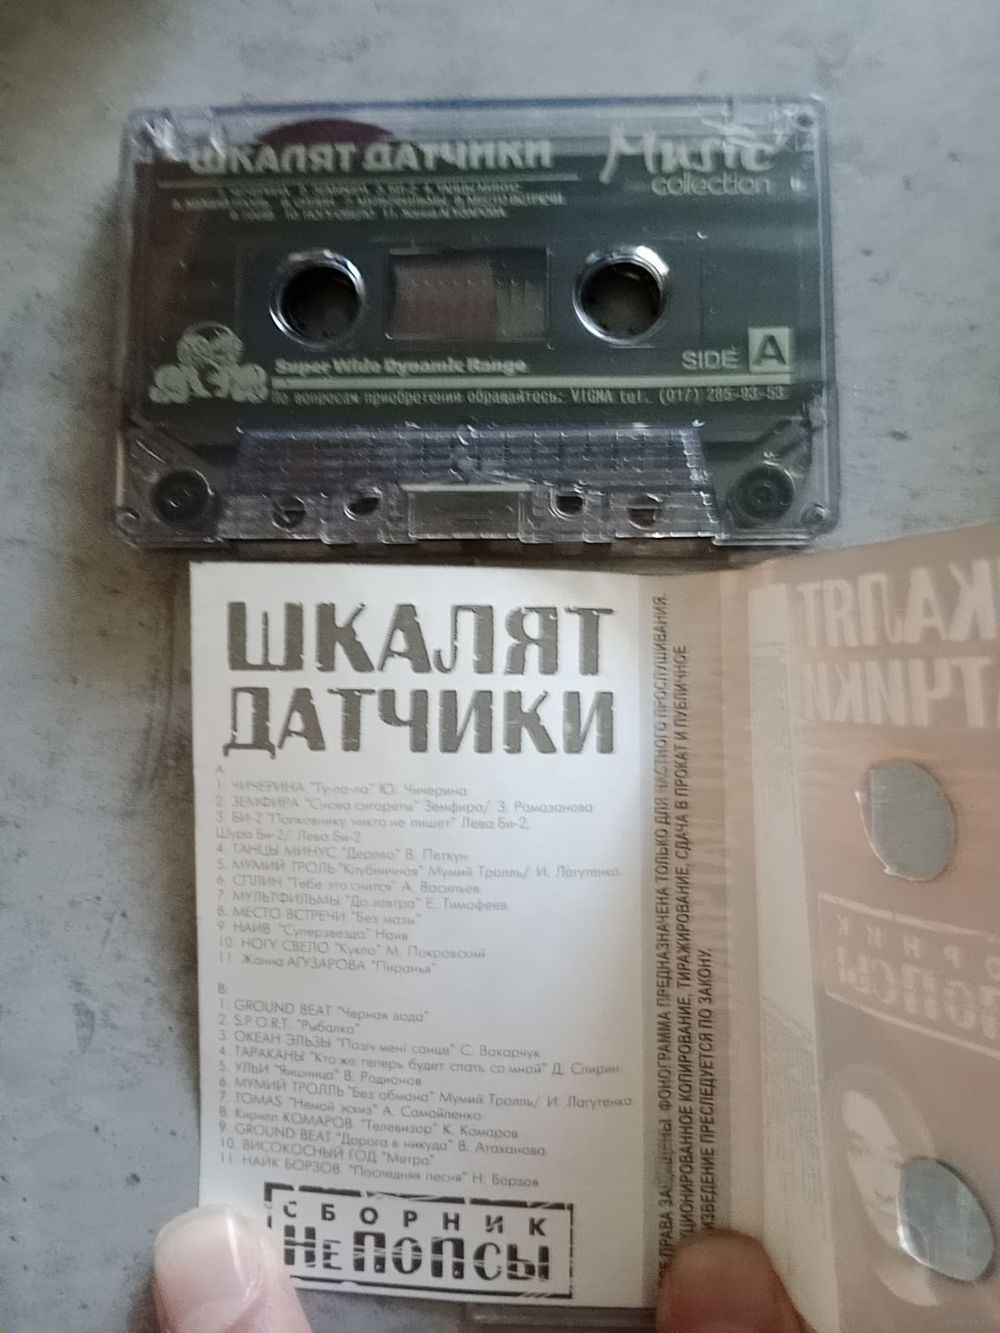 ШКАЛЯТ ДАТЧИКИ
Music
collection
Super Wide Dynamic Range
SIDE A
По вопросам приобретения обращайтесь: VIGMA tel. (017) 285-93-53
ШКАЛЯТ
ДАТЧИКИ
А:
1. ЧИЧЕРИНА "Ту-ла-ла" Ю. Чичерина
2. ЗЕМФИРА "Снова сигареты" Земфира/ З. Рамазанова
3. БИ-2 "Полковнику никто не пишет" Лева Би-2,
Шура Би-2/ Лева Би-2
4. ТАНЦЫ МИНУС "Дерево" В. Петкун
5. МУМИЙ ТРОЛЬ "Клубничная" Мумий Тролль/ И. Лагутенко
6. СПЛИН "Тебе это снится" А. Васильев
7. МУЛЬТФИЛЬМЫ "До завтра" Е. Тимофеев
8. МЕСТО ВСТРЕЧИ "Без мазы"
9. НАИВ "Суперзвезда" Наив
10. НОГУ СВЕЛО "Кукла" М. Покровский
11. Жанна АГУЗАРОВА "Пиранья"
В:
1. GROUND BEAT "Черная вода"
2. S.P.O.R.T. "Рыбалка"
3. ОКЕАН ЭЛЬЗЫ "Позіч мені сонце" С. Вакарчук
4. ТАРАКАНЫ "Кто же теперь будет спать со мной" Д. Спирин
5. УЛЬИ "Яишница" В. Родионов
6. МУМИЙ ТРОЛЛЬ "Без обмана" Мумий Тролль/ И. Лагутенко
7. TOMAS "Немой эскиз" А. Самойленко
8. Кирилл КОМАРОВ "Телевизор" К. Комаров
9. GROUND BEAT "Дорога в никуда" В. Атаханова
10. ВИСОКОСНЫЙ ГОД "Метро"
11. НАЙК БОРЗОВ "Последняя песня" Н. Борзов
СБОРНИК
НЕПОПСЫ
ПРАВА ФОНОГРАММА ПРЕДНАЗНАЧЕНА ТОЛЬКО ДЛЯ ЧАСТНОГО ПРОСЛУШИВАНИЯ.
КОПИРОВАНИЕ, ТИРАЖИРОВАНИЕ, СДАЧА В ПРОКАТ И ПУБЛИЧНОЕ
ПРЕСЛЕДУЕТСЯ ПО ЗАКОНУ.